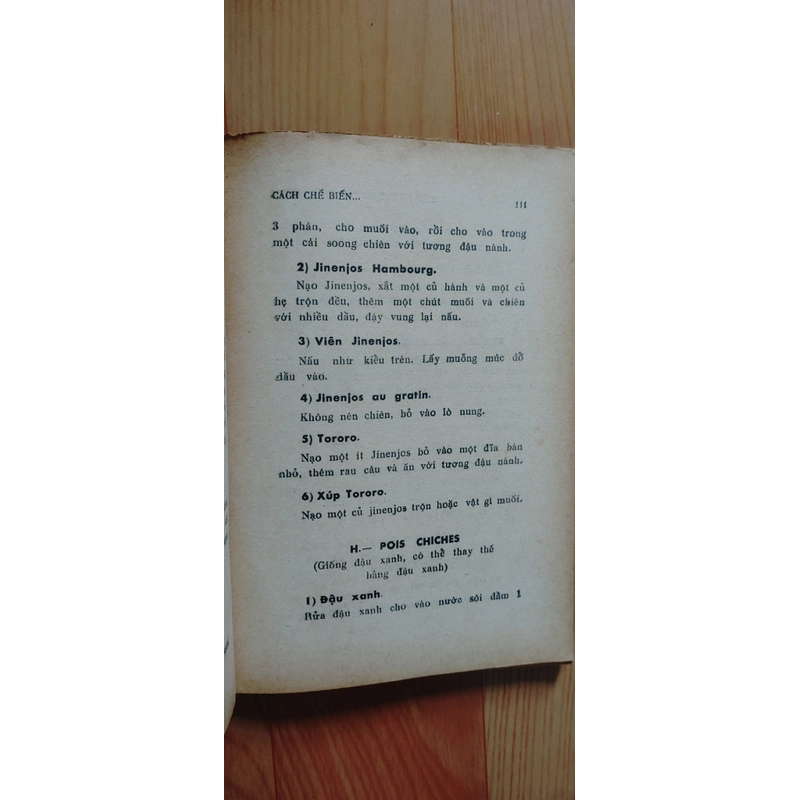 CÁCH CHẾ BIẾN...
111
3 phân, cho muối vào, rồi cho vào trong
một cái soong chiên với tương đậu nành.
2) Jinenjos Hambourg.
Nạo Jinenjos, xắt một củ hành và một củ
hẹ trộn đều, thêm một chút muối và chiên
với nhiều dầu, đậy vung lại nấu.
3) Viên Jinenjos.
Nấu như kiểu trên. Lấy muỗng múc đồ
dầu vào.
4) Jinenjos au gratin.
Không nên chiên, bỏ vào lò nung.
5) Tororo.
Nạo một ít Jinenjos bỏ vào một đĩa bàn
nhỏ, thêm rau câu và ăn với tương đậu nành.
6) Xúp Tororo.
Nạo một củ jinenjos trộn hoặc vật gì muối.
H.— POIS CHICHES
(Giống đậu xanh, có thể thay thế
bằng đậu xanh)
1) Đậu xanh.
Rửa đậu xanh cho vào nước sôi dầm 1